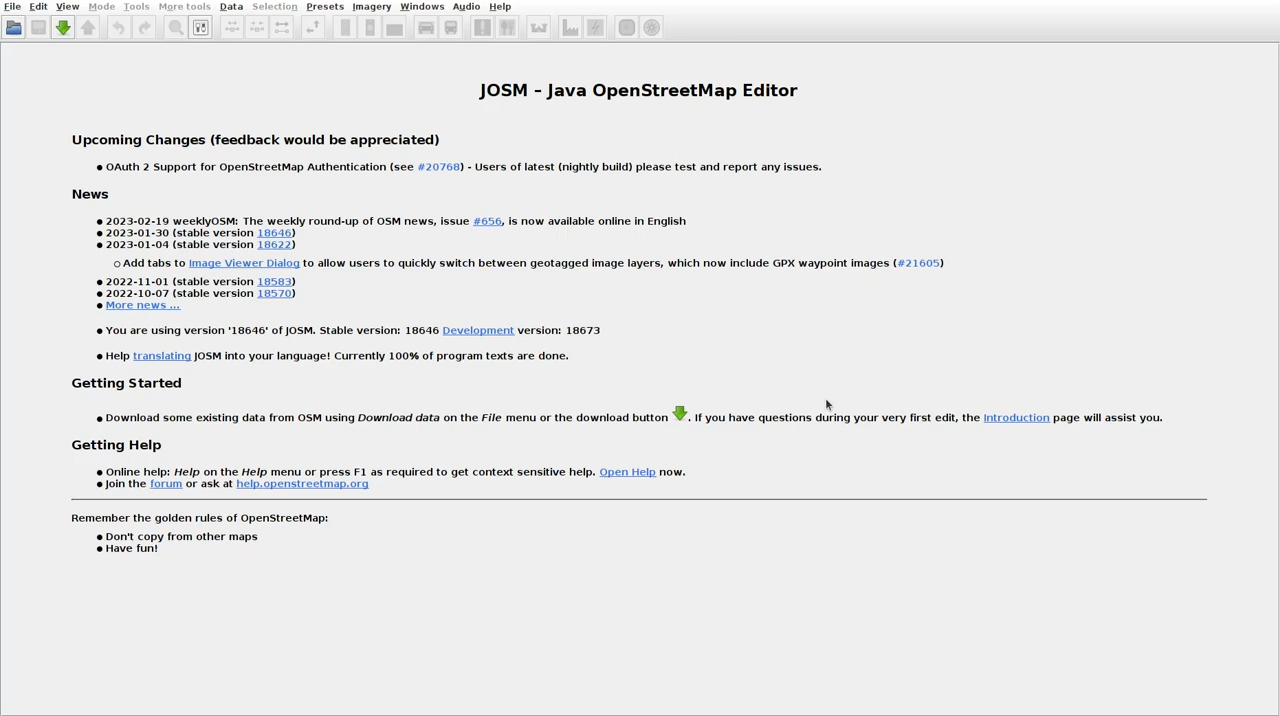 File Edit View Mode Tools More tools Data Selection Presets Imagery Windows Audio Help
JOSM – Java OpenStreetMap Editor
Upcoming Changes (feedback would be appreciated)
● OAuth 2 Support for OpenStreetMap Authentication (see #20768) - Users of latest (nightly build) please test and report any issues.
News
● 2023-02-19 weeklyOSM: The weekly round-up of OSM news, issue #656, is now available online in English
● 2023-01-30 (stable version 18646)
● 2023-01-04 (stable version 18622)
○ Add tabs to Image Viewer Dialog to allow users to quickly switch between geotagged image layers, which now include GPX waypoint images (#21605)
● 2022-11-01 (stable version 18583)
● 2022-10-07 (stable version 18570)
● More news ...
● You are using version '18646' of JOSM. Stable version: 18646 Development version: 18673
● Help translating JOSM into your language! Currently 100% of program texts are done.
Getting Started
● Download some existing data from OSM using Download data on the File menu or the download button . If you have questions during your very first edit, the Introduction page will assist you.
Getting Help
● Online help: Help on the Help menu or press F1 as required to get context sensitive help. Open Help now.
● Join the forum or ask at help.openstreetmap.org
Remember the golden rules of OpenStreetMap:
● Don't copy from other maps
● Have fun!